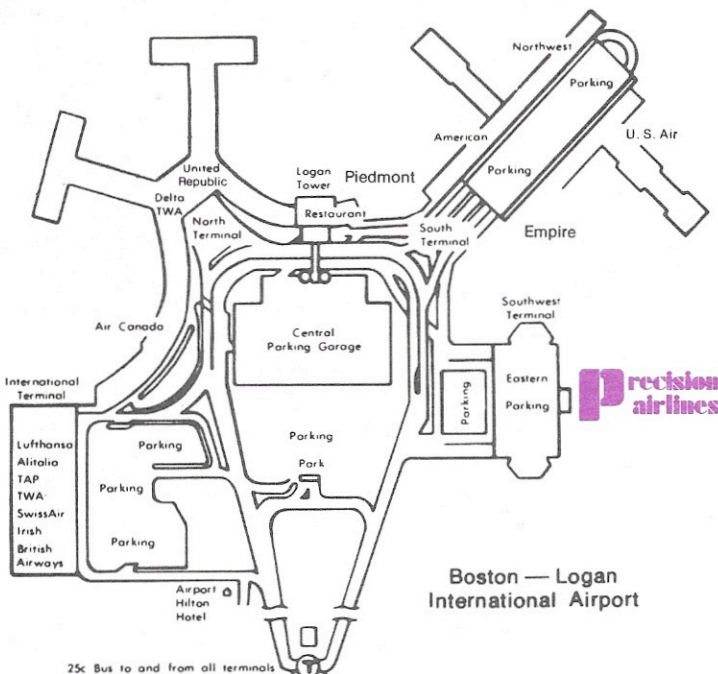 Northwest
Parking
American
U. S. Air
Parking
United
Republic
Logan
Tower
Piedmont
Delta
TWA
Restaurant
North
Terminal
South
Terminal
Empire
Southwest
Terminal
Air Canada
Central
Parking Garage
International
Terminal
Eastern
Parking
Parking
Precision
airlines
Lufthansa
Alitalia
TAP
TWA
SwissAir
Irish
British
Airways
Parking
Parking
Parking
Parking
Park
Airport
Hilton
Hotel
Boston — Logan
International Airport
25c Bus to and from all terminals
T